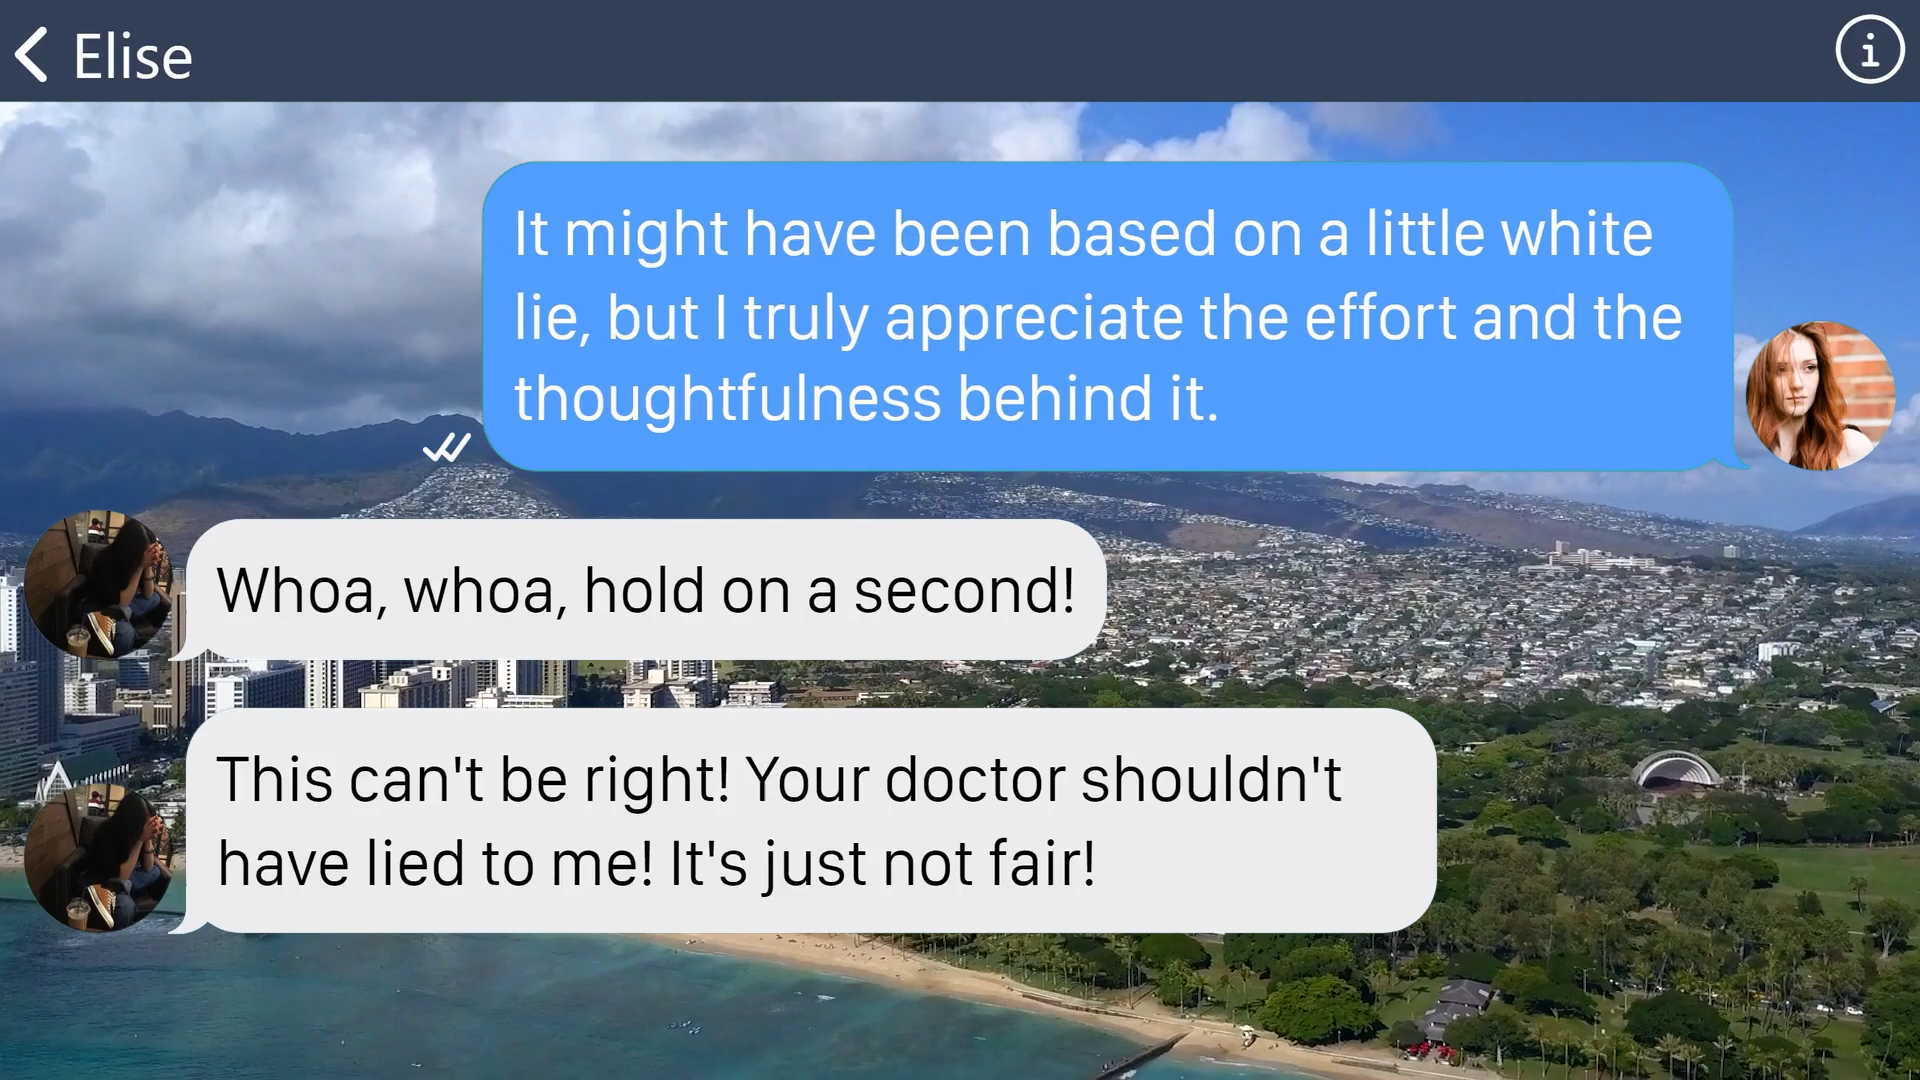 Elise
It might have been based on a little white
lie, but I truly appreciate the effort and the
thoughtfulness behind it.
Whoa, whoa, hold on a second!
This can't be right! Your doctor shouldn't
have lied to me! It's just not fair!